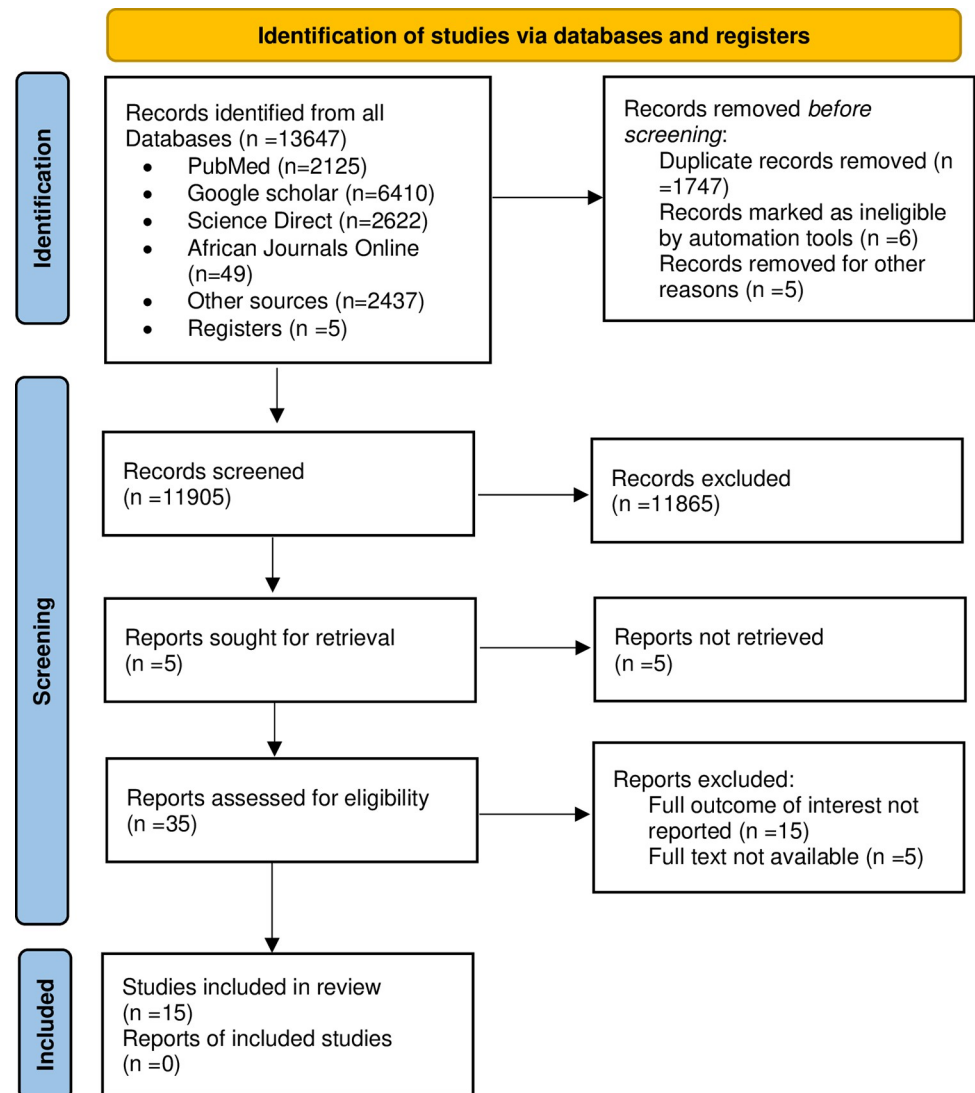 Identification of studies via databases and registers
Identification
Records identified from all
Databases (n =13647)
• PubMed (n=2125)
• Google scholar (n=6410)
• Science Direct (n=2622)
• African Journals Online
(n=49)
• Other sources (n=2437)
• Registers (n =5)
Records removed before
screening:
Duplicate records removed (n
=1747)
Records marked as ineligible
by automation tools (n =6)
Records removed for other
reasons (n =5)
Screening
Records screened
(n =11905)
Records excluded
(n =11865)
Reports sought for retrieval
(n =5)
Reports not retrieved
(n =5)
Reports assessed for eligibility
(n =35)
Reports excluded:
Full outcome of interest not
reported (n =15)
Full text not available (n =5)
Included
Studies included in review
(n =15)
Reports of included studies
(n =0)